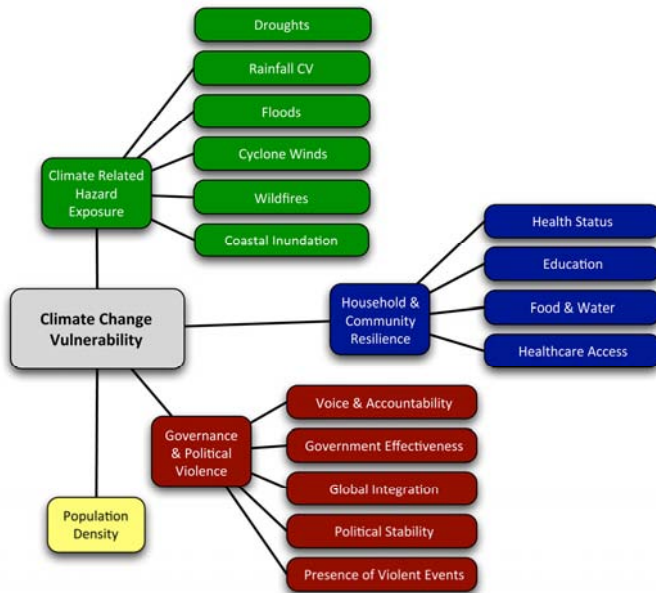 Droughts
Rainfall CV
Floods
Cyclone Winds
Wildfires
Coastal Inundation
Climate Related
Hazard
Exposure
Health Status
Education
Food & Water
Healthcare Access
Household &
Community
Resilience
Climate Change
Vulnerability
Voice & Accountability
Government Effectiveness
Global Integration
Political Stability
Presence of Violent Events
Governance
& Political
Violence
Population
Density